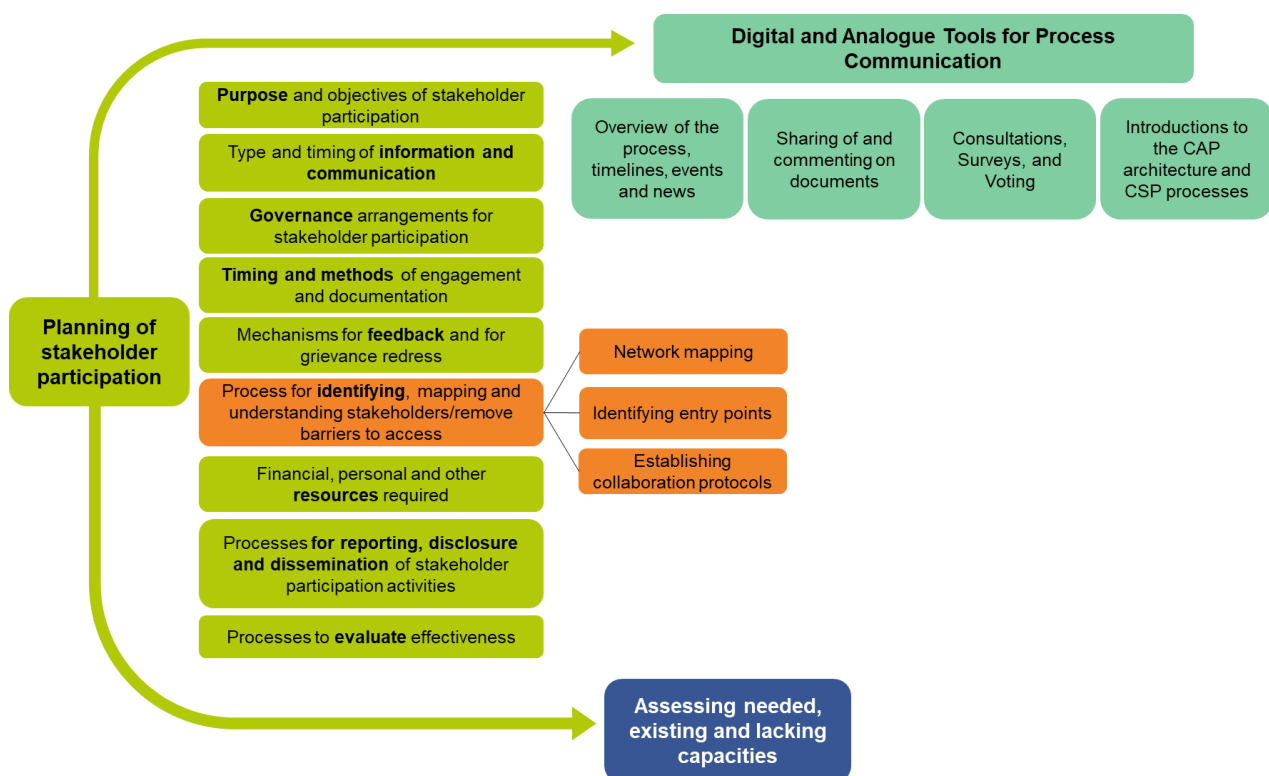 Digital and Analogue Tools for Process
Communication
Overview of the
process,
timelines, events
and news
Sharing of and
commenting on
documents
Consultations,
Surveys, and
Voting
Introductions to
the CAP
architecture and
CSP processes
Planning of
stakeholder
participation
Purpose and objectives of stakeholder
participation
Type and timing of information and
communication
Governance arrangements for
stakeholder participation
Timing and methods of engagement
and documentation
Mechanisms for feedback and for
grievance redress
Process for identifying, mapping and
understanding stakeholders/remove
barriers to access
Network mapping
Identifying entry points
Establishing
collaboration protocols
Financial, personal and other
resources required
Processes for reporting, disclosure
and dissemination of stakeholder
participation activities
Processes to evaluate effectiveness
Assessing needed,
existing and lacking
capacities